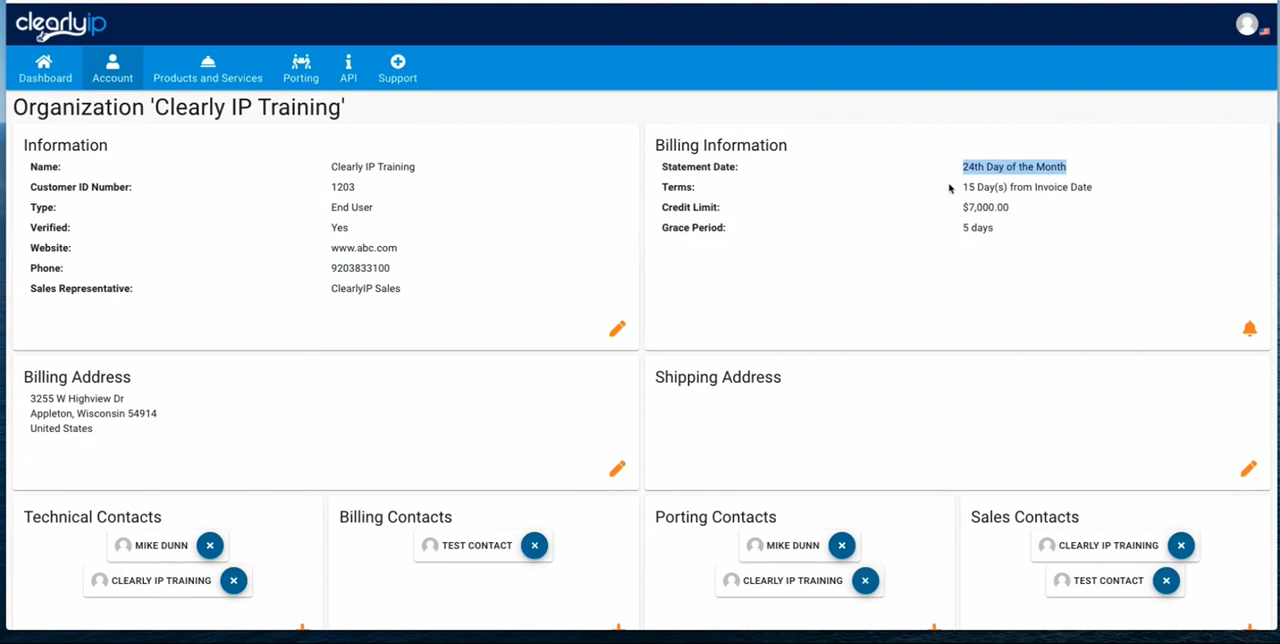 clearlyip
Dashboard Account Products and Services Porting API Support
Organization 'Clearly IP Training'
Information
Name: Clearly IP Training
Customer ID Number: 1203
Type: End User
Verified: Yes
Website: www.abc.com
Phone: 9203833100
Sales Representative: ClearlyIP Sales
Billing Information
Statement Date: 24th Day of the Month
Terms: 15 Day(s) from Invoice Date
Credit Limit: $7,000.00
Grace Period: 5 days
Billing Address
3255 W Highview Dr
Appleton, Wisconsin 54914
United States
Shipping Address
Technical Contacts
MIKE DUNN
CLEARLY IP TRAINING
Billing Contacts
TEST CONTACT
Porting Contacts
MIKE DUNN
CLEARLY IP TRAINING
Sales Contacts
CLEARLY IP TRAINING
TEST CONTACT